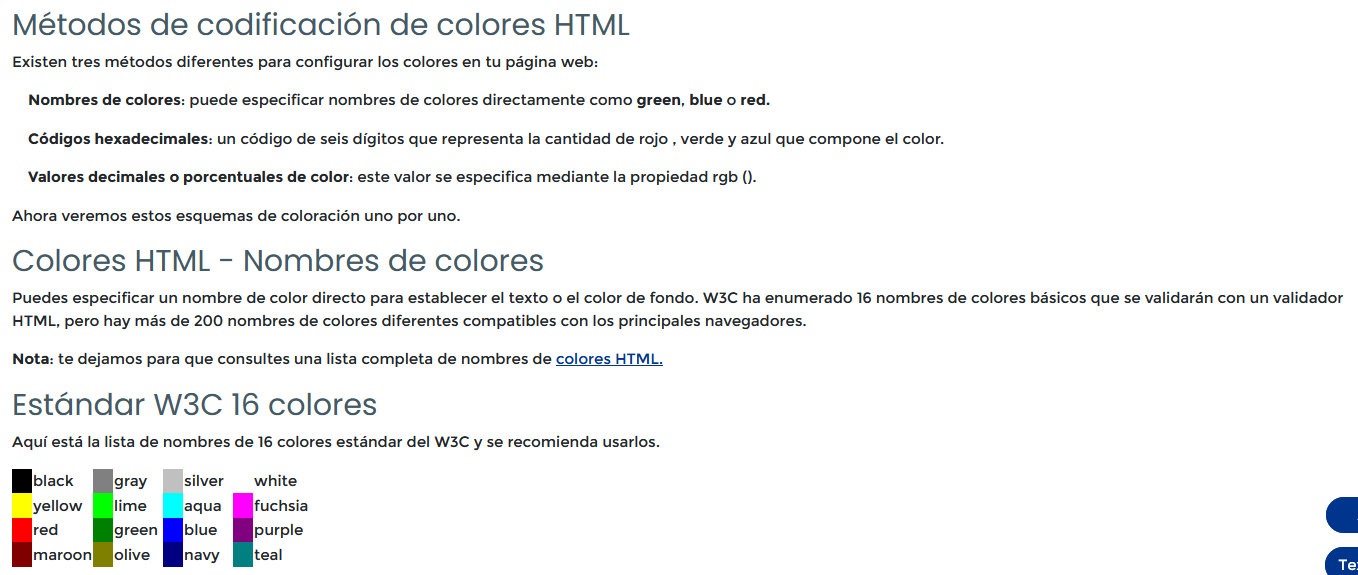 Métodos de codificación de colores HTML
Existen tres métodos diferentes para configurar los colores en tu página web:
Nombres de colores: puede especificar nombres de colores directamente como green, blue o red.
Códigos hexadecimales: un código de seis dígitos que representa la cantidad de rojo , verde y azul que compone el color.
Valores decimales o porcentuales de color: este valor se especifica mediante la propiedad rgb ().
Ahora veremos estos esquemas de coloración uno por uno.
Colores HTML - Nombres de colores
Puedes especificar un nombre de color directo para establecer el texto o el color de fondo. W3C ha enumerado 16 nombres de colores básicos que se validarán con un validador
HTML, pero hay más de 200 nombres de colores diferentes compatibles con los principales navegadores.
Nota: te dejamos para que consultes una lista completa de nombres de colores HTML.
Estándar W3C 16 colores
Aquí está la lista de nombres de 16 colores estándar del W3C y se recomienda usarlos.
black gray silver white
yellow lime aqua fuchsia
red green blue purple
maroon olive navy teal